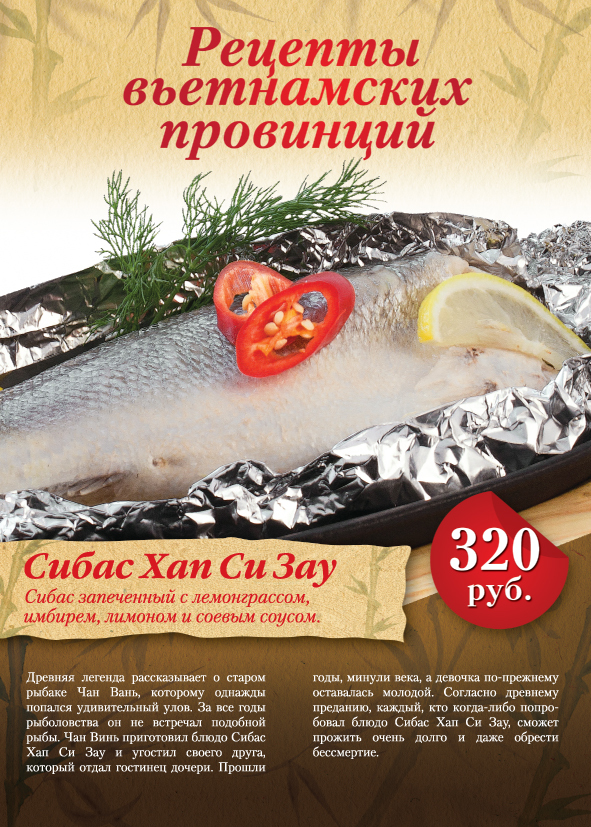 Рецепты
вьетнамских
провинций
320
руб.
Сибас Хап Си Зау
Сибас запеченный с лемонграссом,
имбирем, лимоном и соевым соусом.
Древняя легенда рассказывает о старом
рыбаке Чан Вань, которому однажды
попался удивительный улов. За все годы
рыболовства он не встречал подобной
рыбы. Чан Винь приготовил блюдо Сибас
Хап Си Зау и угостил своего друга,
который отдал гостинец дочери. Прошли
годы, минули века, а девочка по-прежнему
оставалась молодой. Согласно древнему
преданию, каждый, кто когда-либо попро-
бовал блюдо Сибас Хап Си Зау, сможет
прожить очень долго и даже обрести
бессмертие.